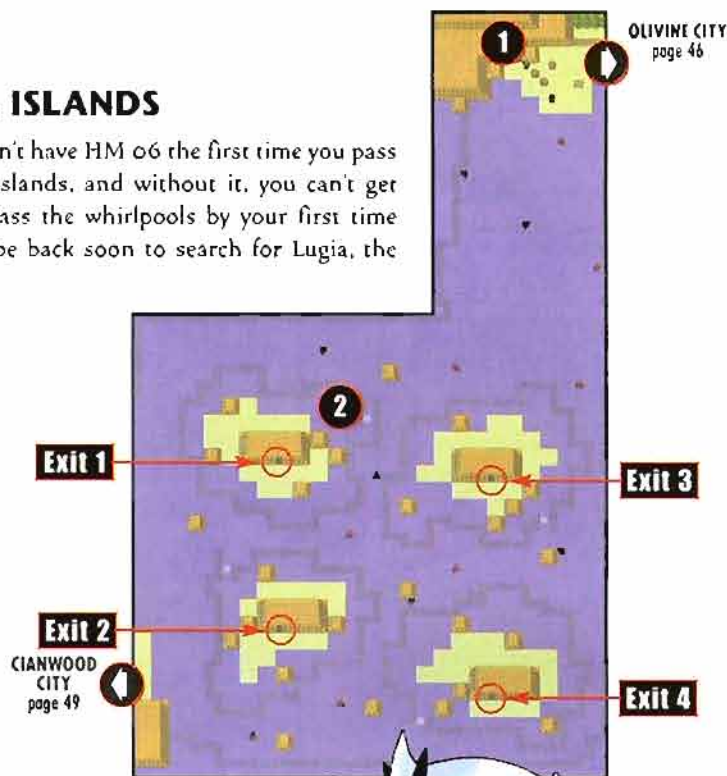 ISLANDS
n't have HM 06 the first time you pass
slands, and without it, you can't get
ass the whirlpools by your first time
be back soon to search for Lugia, the
1
OLIVINE CITY
page 46
2
Exit 1
Exit 3
Exit 2
CIANWOOD
CITY
page 49
Exit 4